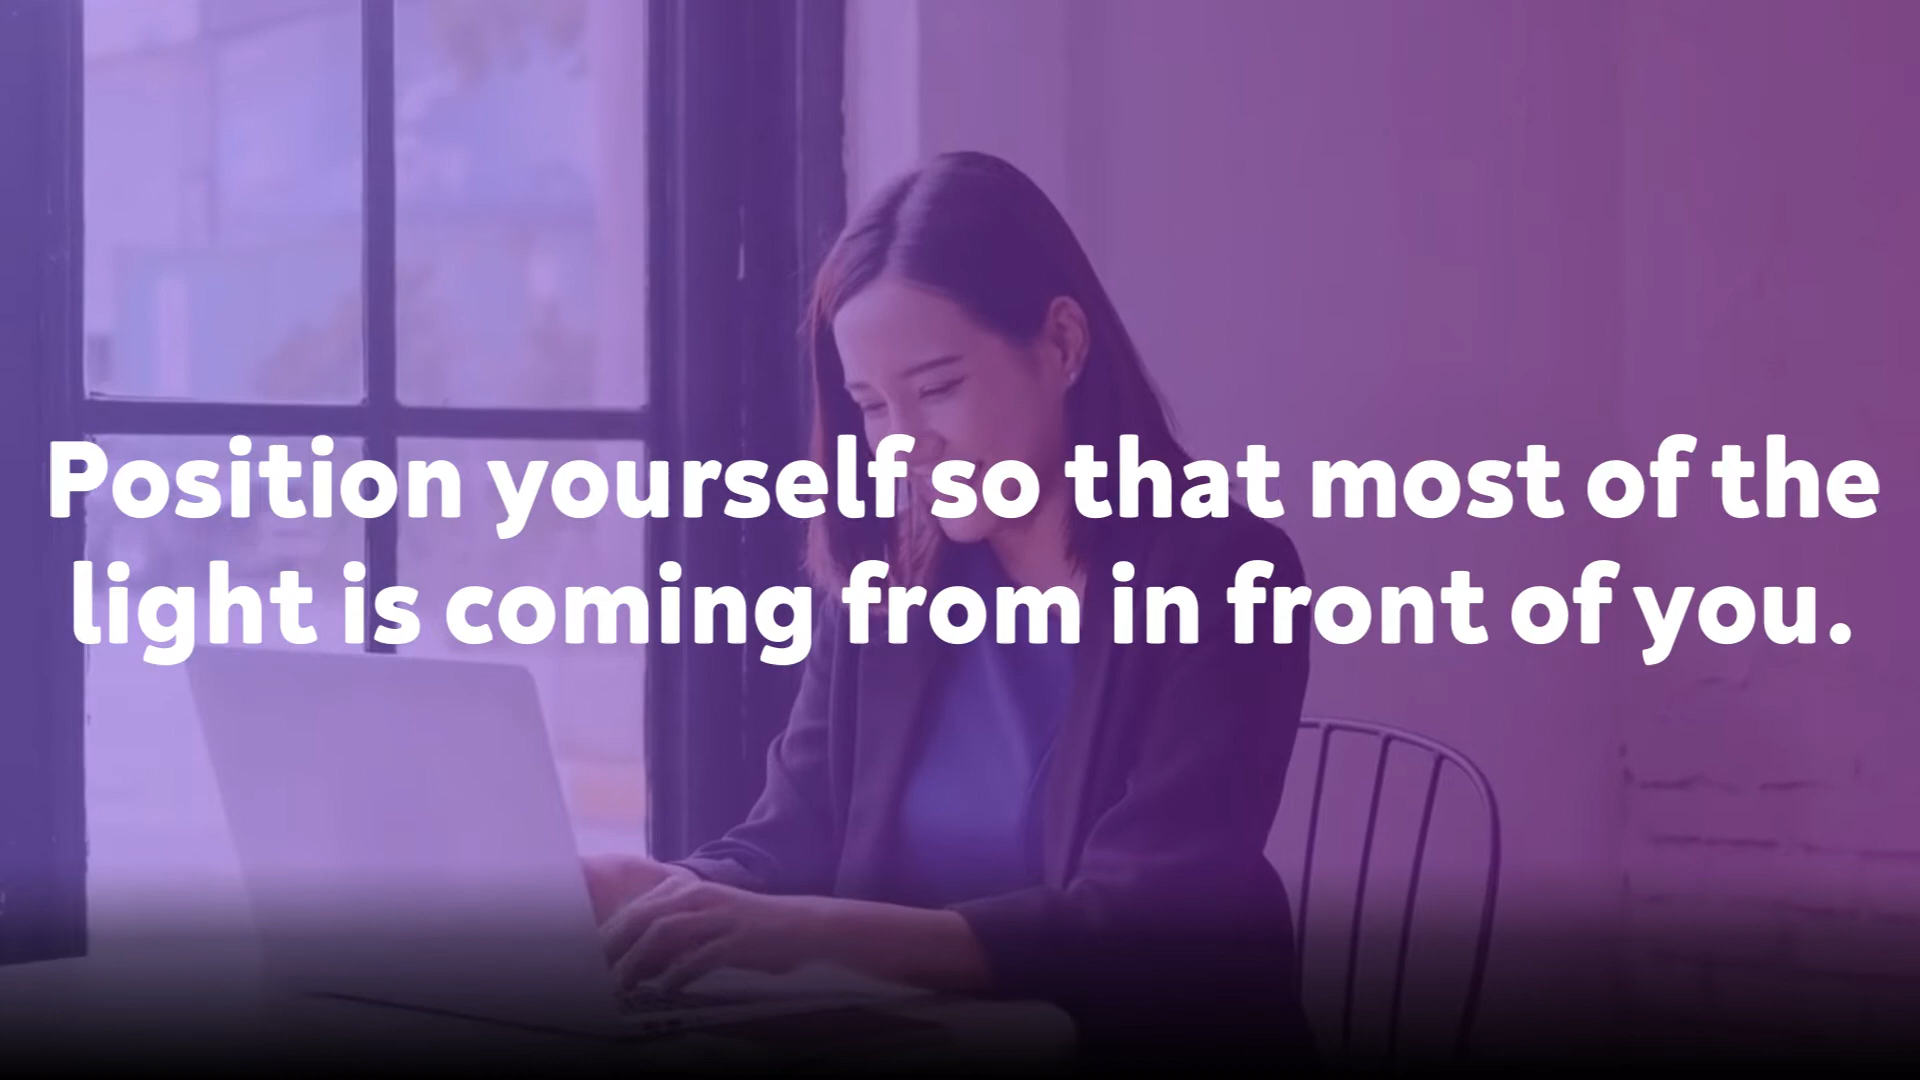 Position yourself so that most of the
light is coming from in front of you.